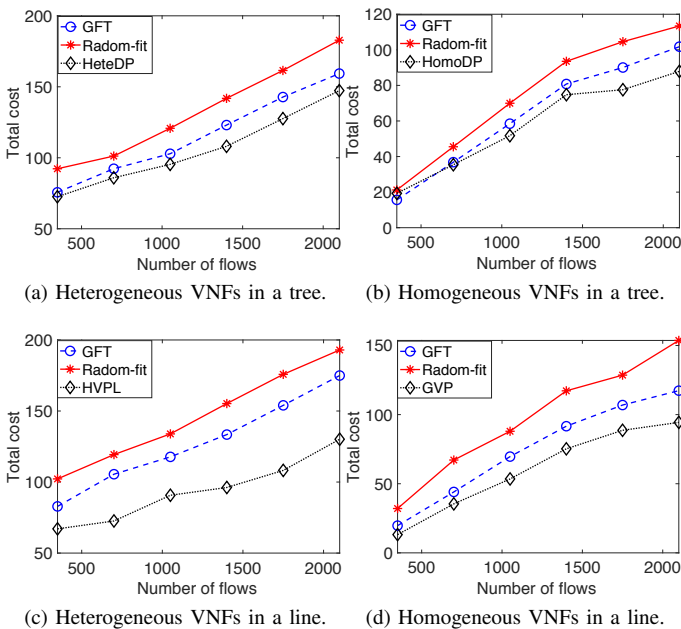 200
150
100
50
Total cost
GFT
Radom-fit
HeteDP
500
1000
1500
2000
Number of flows
(a) Heterogeneous VNFs in a tree.
120
100
80
60
40
20
0
Total cost
GFT
Radom-fit
HomoDP
500
1000
1500
2000
Number of flows
(b) Homogeneous VNFs in a tree.
200
150
100
50
Total cost
GFT
Radom-fit
HVPL
500
1000
1500
2000
Number of flows
(c) Heterogeneous VNFs in a line.
150
100
50
0
Total cost
GFT
Radom-fit
GVP
500
1000
1500
2000
Number of flows
(d) Homogeneous VNFs in a line.